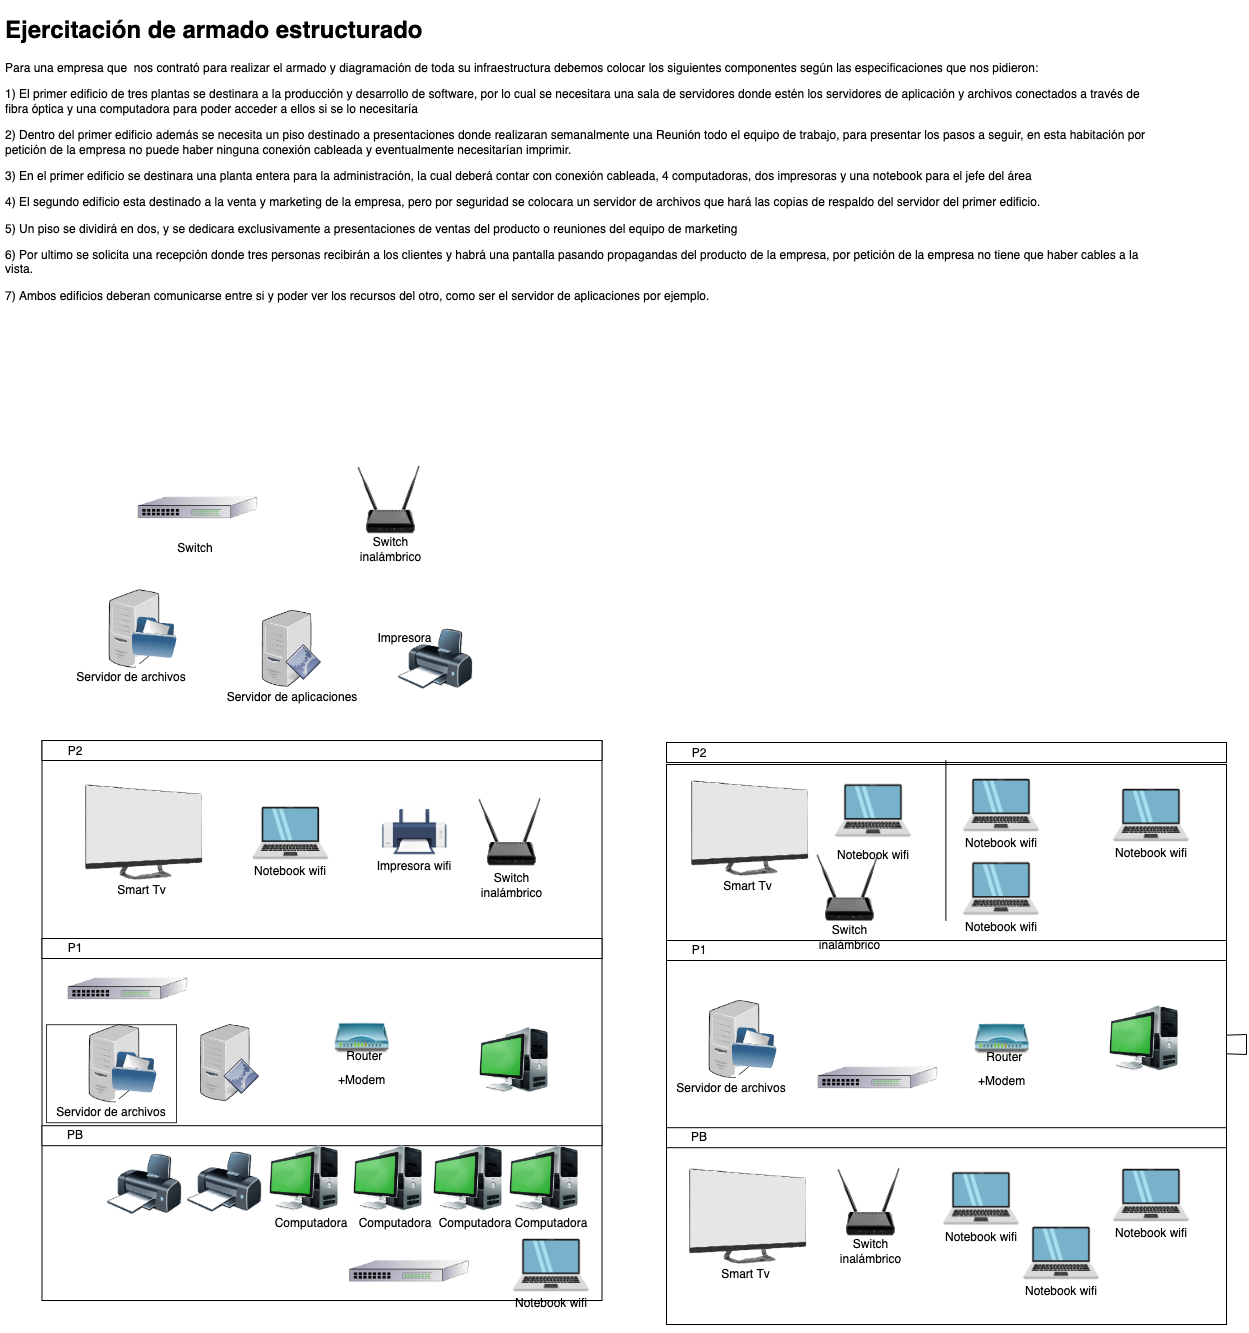 Ejercitación de armado estructurado
Para una empresa que  nos contrató para realizar el armado y diagramación de toda su infraestructura debemos colocar los siguientes componentes según las especificaciones que nos pidieron:
1) El primer edificio de tres plantas se destinara a la producción y desarrollo de software, por lo cual se necesitara una sala de servidores donde estén los servidores de aplicación y archivos conectados a través de
fibra óptica y una computadora para poder acceder a ellos si se lo necesitaría
2) Dentro del primer edificio además se necesita un piso destinado a presentaciones donde realizaran semanalmente una Reunión todo el equipo de trabajo, para presentar los pasos a seguir, en esta habitación por
petición de la empresa no puede haber ninguna conexión cableada y eventualmente necesitarían imprimir.
3) En el primer edificio se destinara una planta entera para la administración, la cual deberá contar con conexión cableada, 4 computadoras, dos impresoras y una notebook para el jefe del área
4) El segundo edificio esta destinado a la venta y marketing de la empresa, pero por seguridad se colocara un servidor de archivos que hará las copias de respaldo del servidor del primer edificio.
5) Un piso se dividirá en dos, y se dedicara exclusivamente a presentaciones de ventas del producto o reuniones del equipo de marketing
6) Por ultimo se solicita una recepción donde tres personas recibirán a los clientes y habrá una pantalla pasando propagandas del producto de la empresa, por petición de la empresa no tiene que haber cables a la
vista.
7) Ambos edificios deberan comunicarse entre si y poder ver los recursos del otro, como ser el servidor de aplicaciones por ejemplo.
Switch
Switch
inalámbrico
Servidor de archivos
Servidor de aplicaciones
Impresora
P2
Smart Tv
Notebook wifi
Impresora wifi
Switch
inalámbrico
P1
Servidor de archivos
Router
+Modem
PB
Computadora
Computadora
Computadora
Computadora
Notebook wifi
P2
Smart Tv
Notebook wifi
Switch
inalámbrico
Notebook wifi
Notebook wifi
Notebook wifi
P1
Servidor de archivos
Router
+Modem
PB
Smart Tv
Switch
inalámbrico
Notebook wifi
Notebook wifi
Notebook wifi